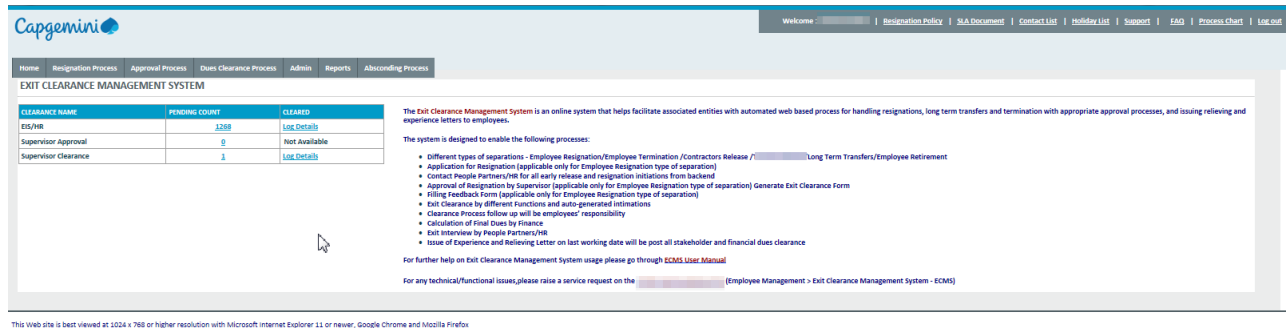 Capgemini
Welcome : | Resignation Policy | SLA Document | Contact List | Holiday List | Support | FAQ | Process Chart | Log out
Home Resignation Process Approval Process Dues Clearance Process Admin Reports Absconding Process
EXIT CLEARANCE MANAGEMENT SYSTEM
CLEARANCE NAME PENDING COUNT CLEARED
EIS/HR 1268 Log Details
Supervisor Approval 0 Not Available
Supervisor Clearance 1 Log Details
The Exit Clearance Management System is an online system that helps facilitate associated entities with automated web based process for handling resignations, long term transfers and termination with appropriate approval processes, and issuing relieving and
experience letters to employees.
The system is designed to enable the following processes:
• Different types of separations - Employee Resignation/Employee Termination /Contractors Release / Long Term Transfers/Employee Retirement
• Application for Resignation (applicable only for Employee Resignation type of separation)
• Contact People Partners/HR for all early release and resignation initiations from backend
• Approval of Resignation by Supervisor (applicable only for Employee Resignation type of separation) Generate Exit Clearance Form
• Filling Feedback Form (applicable only for Employee Resignation type of separation)
• Exit Clearance by different Functions and auto-generated intimations
• Clearance Process follow up will be employees' responsibility
• Calculation of Final Dues by Finance
• Exit Interview by People Partners/HR
• Issue of Experience and Relieving Letter on last working date will be post all stakeholder and financial dues clearance
For further help on Exit Clearance Management System usage please go through ECMS User Manual
For any technical/functional issues,please raise a service request on the (Employee Management > Exit Clearance Management System - ECMS)
This Web site is best viewed at 1024 x 768 or higher resolution with Microsoft Internet Explorer 11 or newer, Google Chrome and Mozilla Firefox